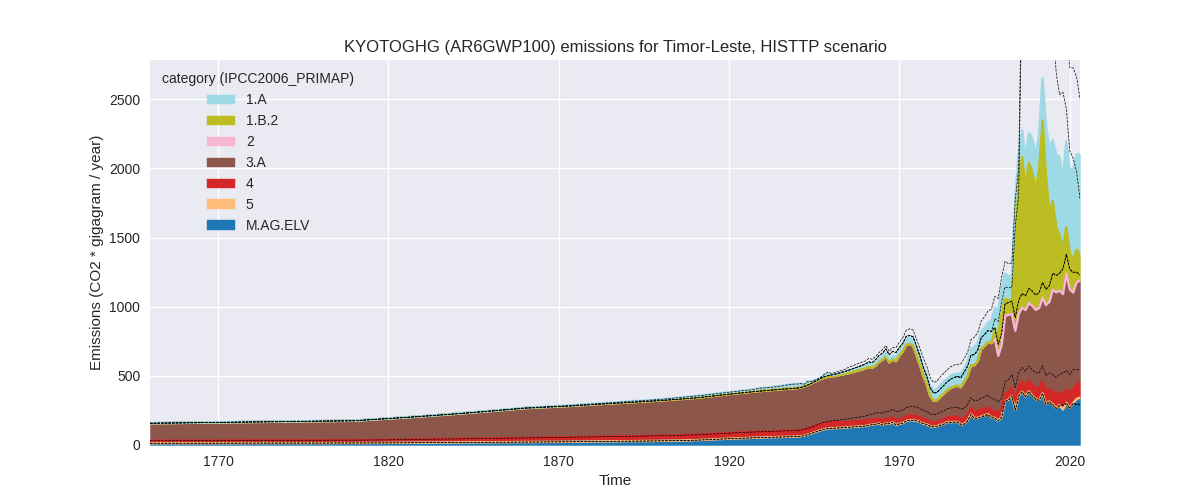 KYOTOGHG (AR6GWP100) emissions for Timor-Leste, HISTTP scenario
category (IPCC2006_PRIMAP)
1.A
1.B.2
2
3.A
4
5
M.AG.ELV
Emissions (CO2 * gigagram / year)
2500
2000
1500
1000
500
0
1770
1820
1870
1920
1970
2020
Time